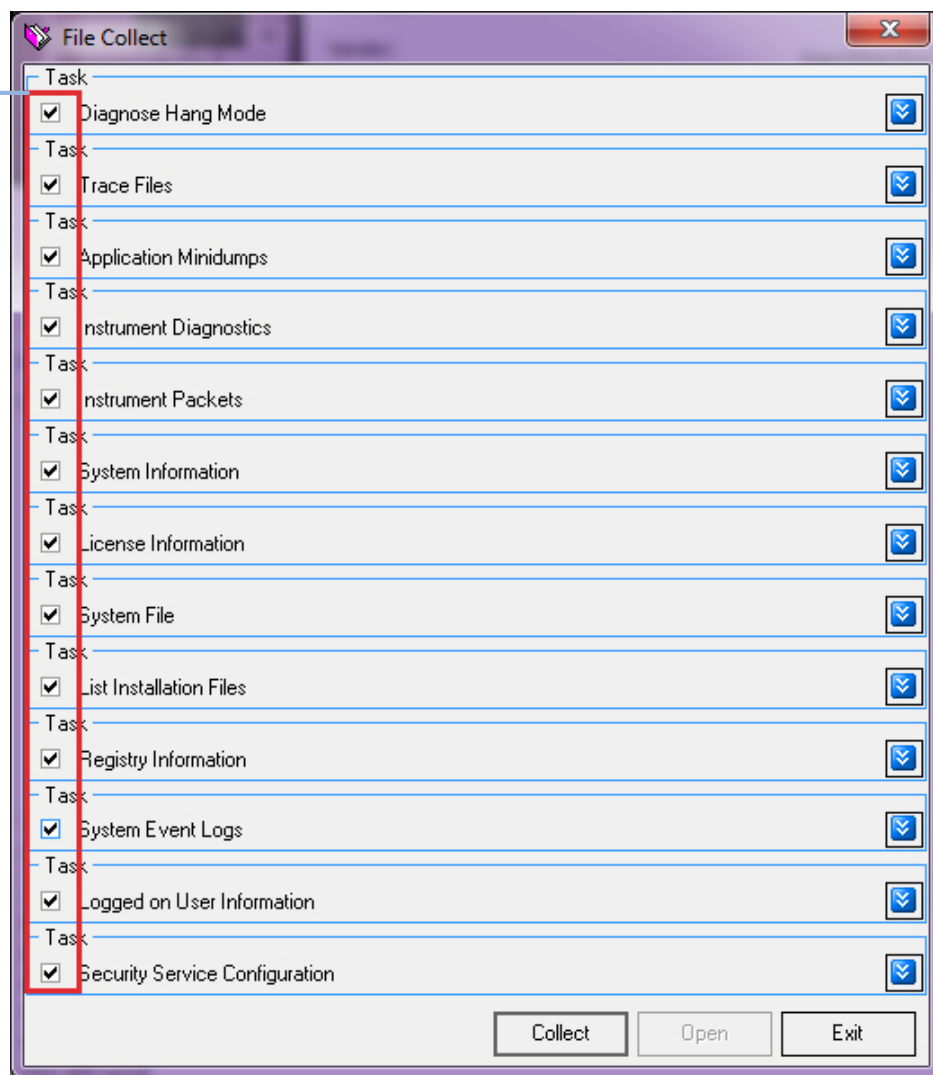 File Collect
Task
Diagnose Hang Mode
Task
Trace Files
Task
Application Minidumps
Task
Instrument Diagnostics
Task
Instrument Packets
Task
System Information
Task
License Information
Task
System File
Task
List Installation Files
Task
Registry Information
Task
System Event Logs
Task
Logged on User Information
Task
Security Service Configuration
Collect Open Exit